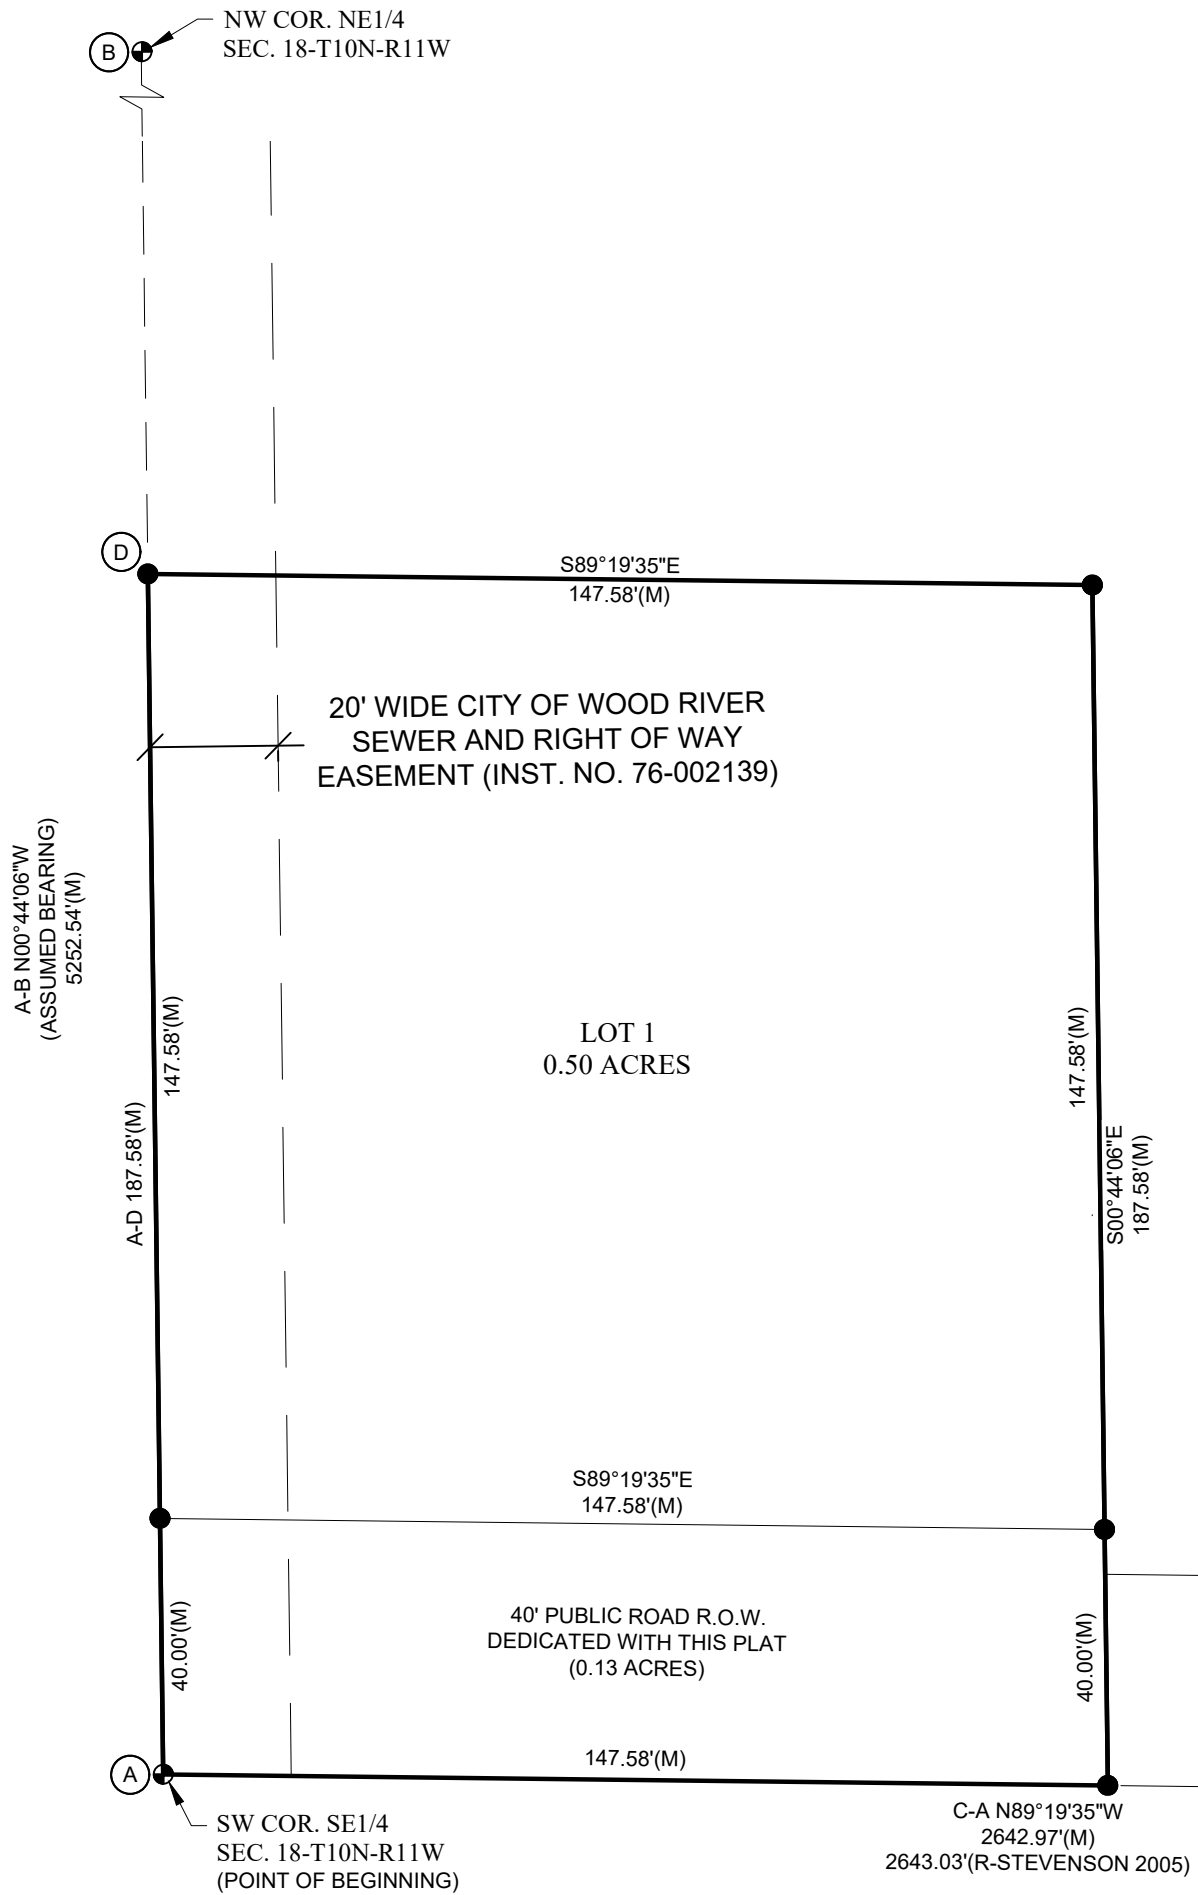 NW COR. NE1/4
SEC. 18-T10N-R11W
B
D
S89°19'35"E
147.58'(M)
20' WIDE CITY OF WOOD RIVER
SEWER AND RIGHT OF WAY
EASEMENT (INST. NO. 76-002139)
A-B N00°44'06"W
(ASSUMED BEARING)
5252.54'(M)
147.58'(M)
A-D 187.58'(M)
LOT 1
0.50 ACRES
147.58'(M)
S00°44'06"E
187.58'(M)
S89°19'35"E
147.58'(M)
40.00'(M)
40' PUBLIC ROAD R.O.W.
DEDICATED WITH THIS PLAT
(0.13 ACRES)
40.00'(M)
147.58'(M)
A
SW COR. SE1/4
SEC. 18-T10N-R11W
(POINT OF BEGINNING)
C-A N89°19'35"W
2642.97'(M)
2643.03'(R-STEVENSON 2005)